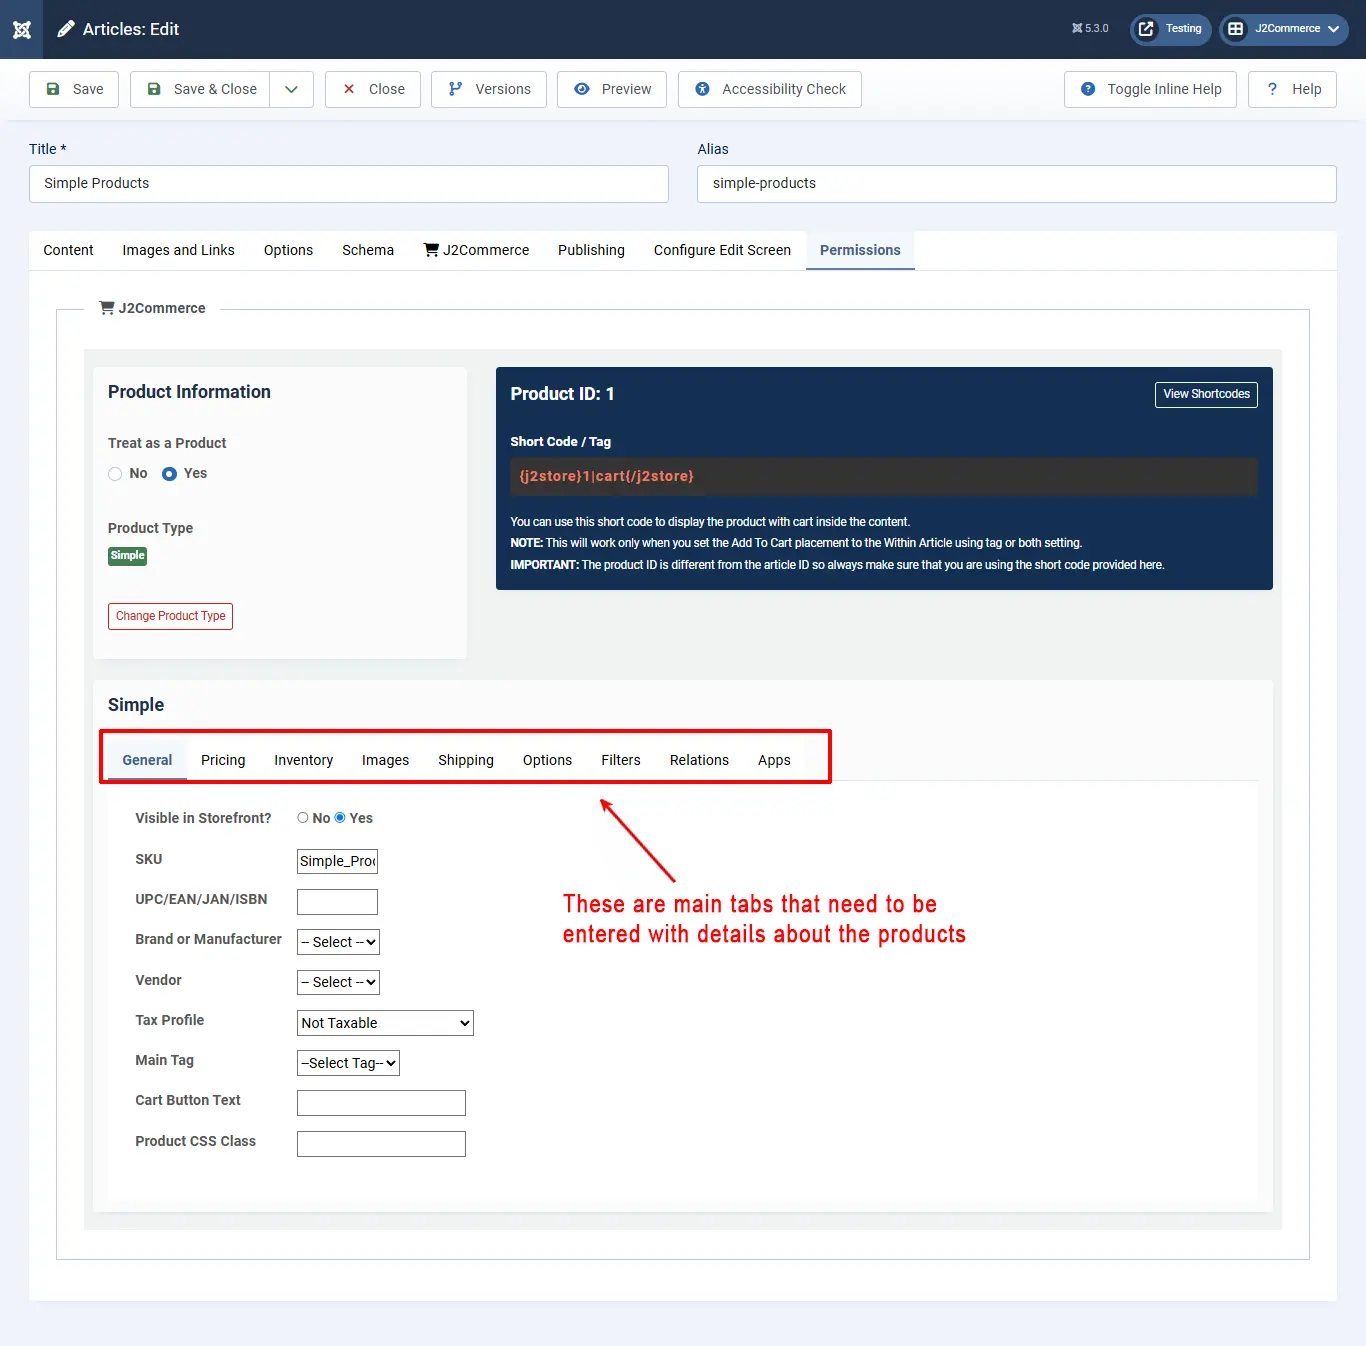 Articles: Edit
5.3.0
Testing
J2Commerce
Save
Save & Close
Close
Versions
Preview
Accessibility Check
Toggle Inline Help
? Help
Title *
Alias
Simple Products
simple-products
Content Images and Links Options Schema J2Commerce Publishing Configure Edit Screen Permissions
J2Commerce
Product Information
Treat as a Product
No Yes
Product Type
Simple
Change Product Type
Product ID: 1
View Shortcodes
Short Code / Tag
{j2store}1|cart{/j2store}
You can use this short code to display the product with cart inside the content.
NOTE: This will work only when you set the Add To Cart placement to the Within Article using tag or both setting.
IMPORTANT: The product ID is different from the article ID so always make sure that you are using the short code provided here.
Simple
General Pricing Inventory Images Shipping Options Filters Relations Apps
Visible in Storefront? No Yes
SKU Simple_Pro
UPC/EAN/JAN/ISBN
Brand or Manufacturer -- Select --
Vendor -- Select --
Tax Profile Not Taxable
Main Tag --Select Tag--
Cart Button Text
Product CSS Class
These are main tabs that need to be
entered with details about the products